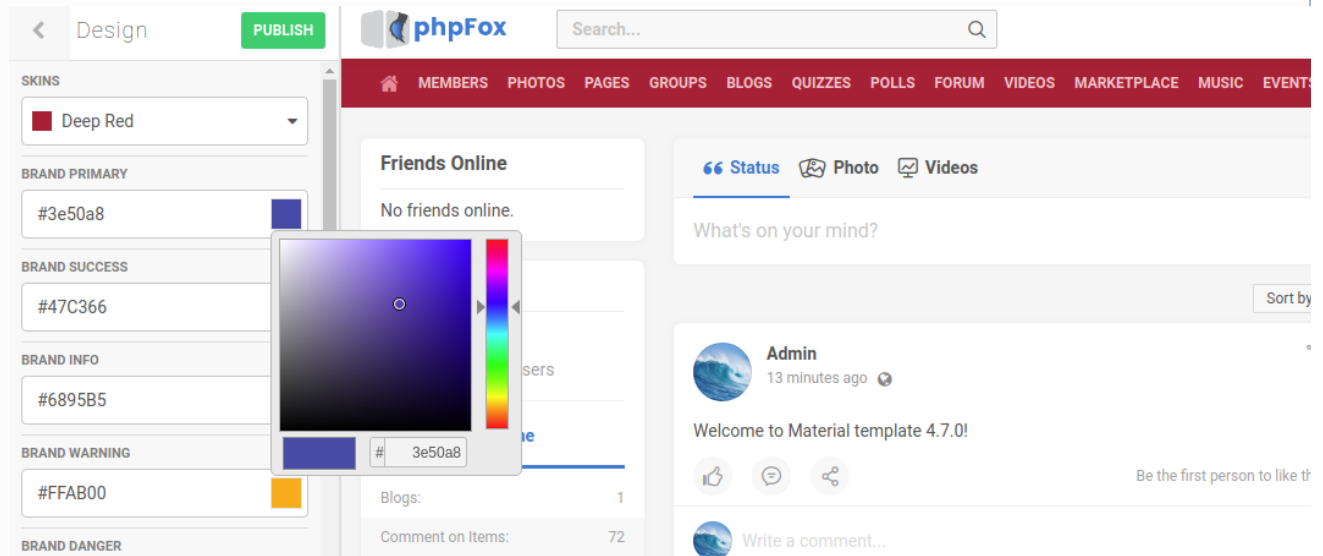 Design
PUBLISH
SKINS
Deep Red
BRAND PRIMARY
#3e50a8
BRAND SUCCESS
#47C366
BRAND INFO
#6895B5
BRAND WARNING
#FFAB00
BRAND DANGER
# 3e50a8
phpFox
Search...
MEMBERS PHOTOS PAGES GROUPS BLOGS QUIZZES POLLS FORUM VIDEOS MARKETPLACE MUSIC EVENTS
Friends Online
No friends online.
sers
ne
Blogs: 1
Comment on Items: 72
Status Photo Videos
What's on your mind?
Sort by
Admin
13 minutes ago
Welcome to Material template 4.7.0!
Be the first person to like th
Write a comment...